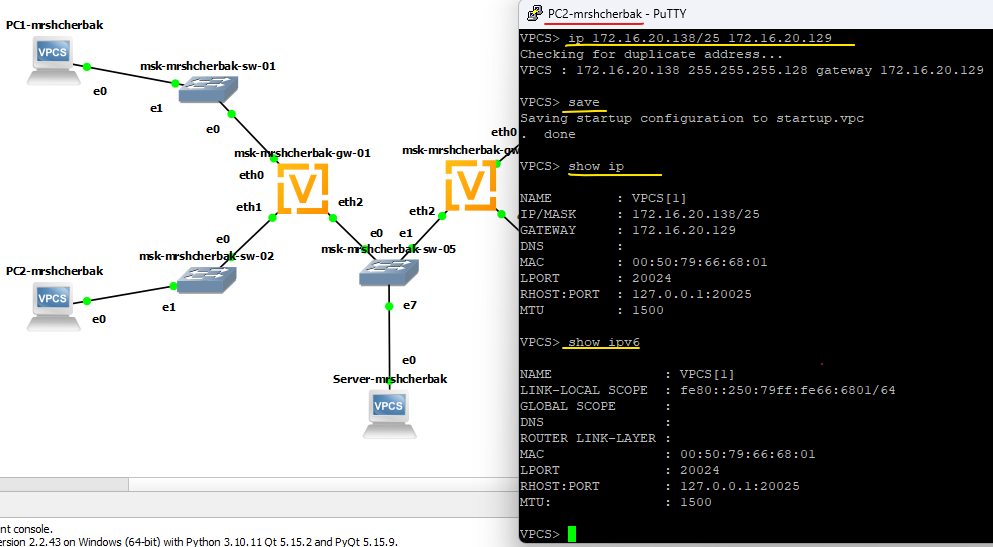 PC1-mrshcherbak
VPCS
e0
msk-mrshcherbak-sw-01
e1
e0
msk-mrshcherbak-gw-01
eth0
V
eth1
eth2
eth0
msk-mrshcherbak-gw
V
eth2
e0
e0
e1
msk-mrshcherbak-sw-05
msk-mrshcherbak-sw-02
PC2-mrshcherbak
VPCS
e0
e1
e7
e0
Server-mrshcherbak
VPCS
ent console.
ersion 2.2.43 on Windows (64-bit) with Python 3.10.11 Qt 5.15.2 and PyQt 5.15.9.
PC2-mrshcherbak - PuTTY
VPCS> ip 172.16.20.138/25 172.16.20.129
Checking for duplicate address...
VPCS : 172.16.20.138 255.255.255.128 gateway 172.16.20.129
VPCS> save
Saving startup configuration to startup.vpc
.  done
VPCS> show ip
NAME        : VPCS[1]
IP/MASK     : 172.16.20.138/25
GATEWAY     : 172.16.20.129
DNS         :
MAC         : 00:50:79:66:68:01
LPORT       : 20024
RHOST:PORT  : 127.0.0.1:20025
MTU         : 1500
VPCS> show ipv6
NAME              : VPCS[1]
LINK-LOCAL SCOPE  : fe80::250:79ff:fe66:6801/64
GLOBAL SCOPE      :
DNS               :
ROUTER LINK-LAYER :
MAC               : 00:50:79:66:68:01
LPORT             : 20024
RHOST:PORT        : 127.0.0.1:20025
MTU:              : 1500
VPCS>